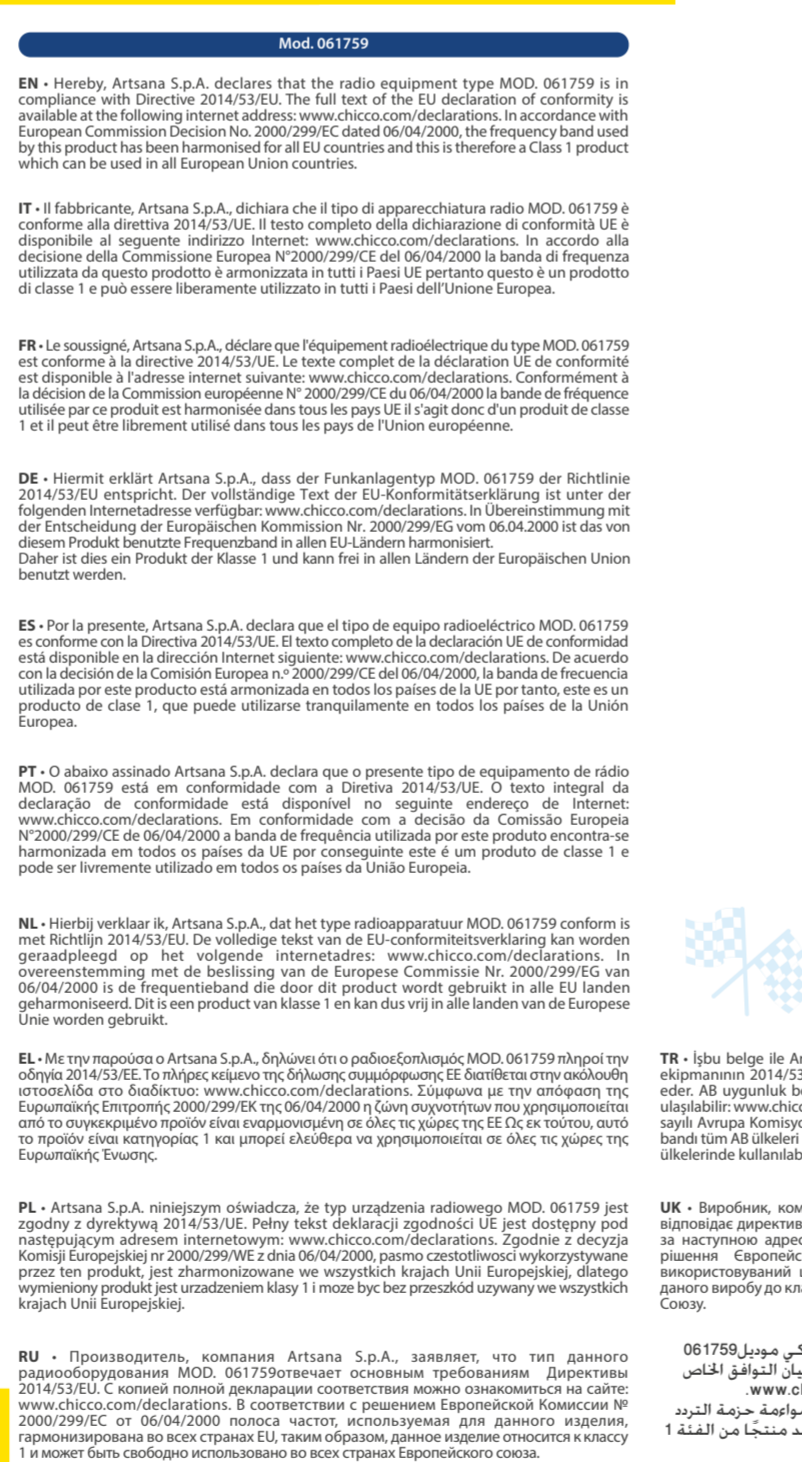 Mod. 061759
EN • Hereby, Artsana S.p.A. declares that the radio equipment type MOD. 061759 is in
compliance with Directive 2014/53/EU. The full text of the EU declaration of conformity is
available at the following internet address: www.chicco.com/declarations. In accordance with
European Commission Decision No. 2000/299/EC dated 06/04/2000, the frequency band used
by this product has been harmonised for all EU countries and this is therefore a Class 1 product
which can be used in all European Union countries.
IT • Il fabbricante, Artsana S.p.A., dichiara che il tipo di apparecchiatura radio MOD. 061759 è
conforme alla direttiva 2014/53/UE. Il testo completo della dichiarazione di conformità UE è
disponibile al seguente indirizzo Internet: www.chicco.com/declarations. In accordo alla
decisione della Commissione Europea N°2000/299/CE del 06/04/2000 la banda di frequenza
utilizzata da questo prodotto è armonizzata in tutti i Paesi UE pertanto questo è un prodotto
di classe 1 e può essere liberamente utilizzato in tutti i Paesi dell’Unione Europea.
FR • Le soussigné, Artsana S.p.A., déclare que l'équipement radioélectrique du type MOD. 061759
est conforme à la directive 2014/53/UE. Le texte complet de la déclaration UE de conformité
est disponible à l'adresse internet suivante: www.chicco.com/declarations. Conformément à
la décision de la Commission européenne N° 2000/299/CE du 06/04/2000 la bande de fréquence
utilisée par ce produit est harmonisée dans tous les pays UE il s'agit donc d'un produit de classe
1 et il peut être librement utilisé dans tous les pays de l'Union européenne.
DE • Hiermit erklärt Artsana S.p.A., dass der Funkanlagentyp MOD. 061759 der Richtlinie
2014/53/EU entspricht. Der vollständige Text der EU-Konformitätserklärung ist unter der
folgenden Internetadresse verfügbar: www.chicco.com/declarations. In Übereinstimmung mit
der Entscheidung der Europäischen Kommission Nr. 2000/299/EG vom 06.04.2000 ist das von
diesem Produkt benutzte Frequenzband in allen EU-Ländern harmonisiert.
Daher ist dies ein Produkt der Klasse 1 und kann frei in allen Ländern der Europäischen Union
benutzt werden.
ES • Por la presente, Artsana S.p.A. declara que el tipo de equipo radioeléctrico MOD. 061759
es conforme con la Directiva 2014/53/UE. El texto completo de la declaración UE de conformidad
está disponible en la dirección Internet siguiente: www.chicco.com/declarations. De acuerdo
con la decisión de la Comisión Europea n.º 2000/299/CE del 06/04/2000, la banda de frecuencia
utilizada por este producto está armonizada en todos los países de la UE por tanto, este es un
producto de clase 1, que puede utilizarse tranquilamente en todos los países de la Unión
Europea.
PT • O abaixo assinado Artsana S.p.A. declara que o presente tipo de equipamento de rádio
MOD. 061759 está em conformidade com a Diretiva 2014/53/UE. O texto integral da
declaração de conformidade está disponível no seguinte endereço de Internet:
www.chicco.com/declarations. Em conformidade com a decisão da Comissão Europeia
N°2000/299/CE de 06/04/2000 a banda de frequência utilizada por este produto encontra-se
harmonizada em todos os países da UE por conseguinte este é um produto de classe 1 e
pode ser livremente utilizado em todos os países da União Europeia.
NL • Hierbij verklaar ik, Artsana S.p.A., dat het type radioapparatuur MOD. 061759 conform is
met Richtlijn 2014/53/EU. De volledige tekst van de EU-conformiteitsverklaring kan worden
geraadpleegd op het volgende internetadres: www.chicco.com/declarations. In
overeenstemming met de beslissing van de Europese Commissie Nr. 2000/299/EG van
06/04/2000 is de frequentieband die door dit product wordt gebruikt in alle EU landen
geharmoniseerd. Dit is een product van klasse 1 en kan dus vrij in alle landen van de Europese
Unie worden gebruikt.
EL • Με την παρούσα ο Artsana S.p.A., δηλώνει ότι ο ραδιοεξοπλισμός MOD. 061759 πληροί την
οδηγία 2014/53/ΕΕ. Το πλήρες κείμενο της δήλωσης συμμόρφωσης ΕΕ διατίθεται στην ακόλουθη
ιστοσελίδα στο διαδίκτυο: www.chicco.com/declarations. Σύμφωνα με την απόφαση της
Ευρωπαϊκής Επιτροπής 2000/299/ΕΚ της 06/04/2000 η ζώνη συχνοτήτων που χρησιμοποιείται
από το συγκεκριμένο προϊόν είναι εναρμονισμένη σε όλες τις χώρες της ΕΕ Ως εκ τούτου, αυτό
το προϊόν είναι κατηγορίας 1 και μπορεί ελεύθερα να χρησιμοποιείται σε όλες τις χώρες της
Ευρωπαϊκής Ένωσης.
PL • Artsana S.p.A. niniejszym oświadcza, że typ urządzenia radiowego MOD. 061759 jest
zgodny z dyrektywą 2014/53/UE. Pełny tekst deklaracji zgodności UE jest dostępny pod
następującym adresem internetowym: www.chicco.com/declarations. Zgodnie z decyzja
Komisji Europejskiej nr 2000/299/WE z dnia 06/04/2000, pasmo czestotliwosci wykorzystywane
przez ten produkt, jest zharmonizowane we wszystkich krajach Unii Europejskiej, dlatego
wymieniony produkt jest urzadzeniem klasy 1 i moze byc bez przeszkód uzywany we wszystkich
krajach Unii Europejskiej.
RU • Производитель, компания Artsana S.p.A., заявляет, что тип данного
радиооборудования MOD. 061759отвечает основным требованиям Директивы
2014/53/EU. С копией полной декларации соответствия можно ознакомиться на сайте:
www.chicco.com/declarations. В соответствии с решением Европейской Комиссии №
2000/299/EC от 06/04/2000 полоса частот, используемая для данного изделия,
гармонизирована во всех странах EU, таким образом, данное изделие относится к классу
1 и может быть свободно использовано во всех странах Европейского союза.
TR • İşbu belge ile Ar
ekipmanının 2014/53
eder. AB uygunluk be
ulaşılabilir: www.chicc
sayılı Avrupa Komisyo
bandı tüm AB ülkeleri
ülkelerinde kullanılab
UK • Виробник, ком
відповідає директив
за наступною адрес
рішення Європейс
використовуваний ц
даного виробу до кла
Союзу.
كي موديل061759
يان التوافق الخاص
www.cl.
مواءمة حزمة التردد
د منتجًا من الفئة 1